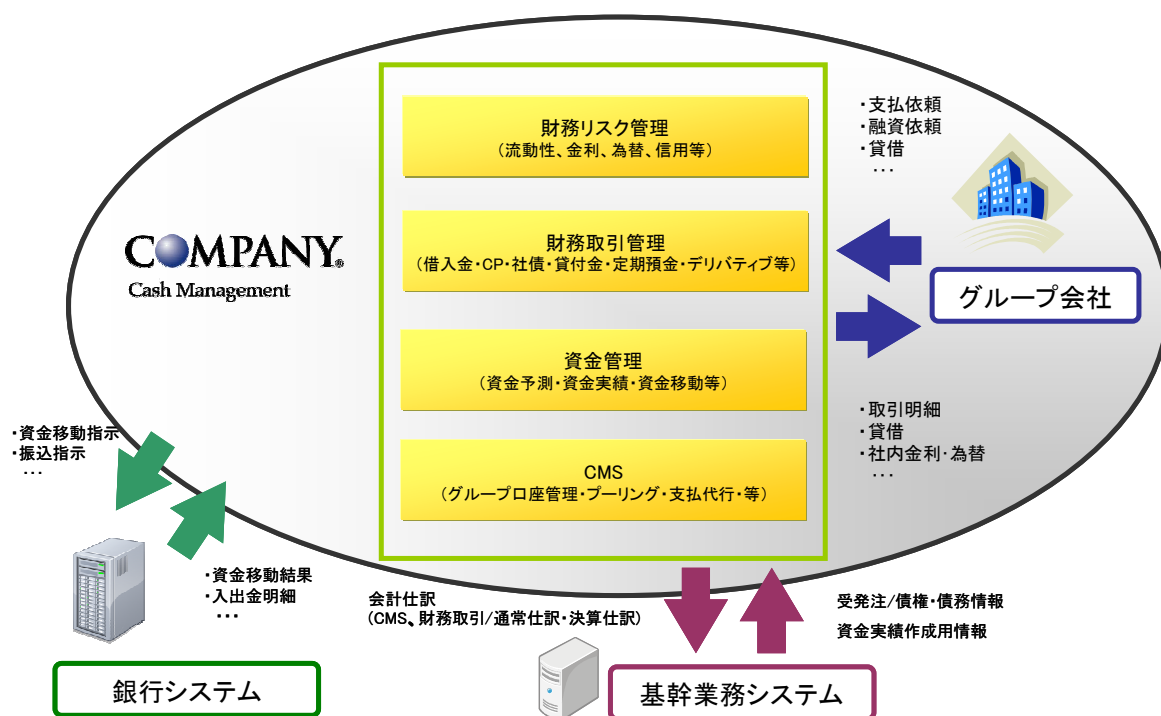 財務リスク管理
（流動性、金利、為替、信用等）
・支払依頼
・融資依頼
・貸借
…
財務取引管理
（借入金・CP・社債・貸付金・定期預金・デリバティブ等）
COMPANY®
Cash Management
グループ会社
資金管理
（資金予測・資金実績・資金移動等）
・取引明細
・貸借
・社内金利・為替
…
・資金移動指示
・振込指示
…
CMS
（グループ口座管理・プーリング・支払代行・等）
・資金移動結果
・入出金明細
…
会計仕訳
(CMS、財務取引/通常仕訳・決算仕訳)
受発注/債権・債務情報
資金実績作成用情報
銀行システム
基幹業務システム